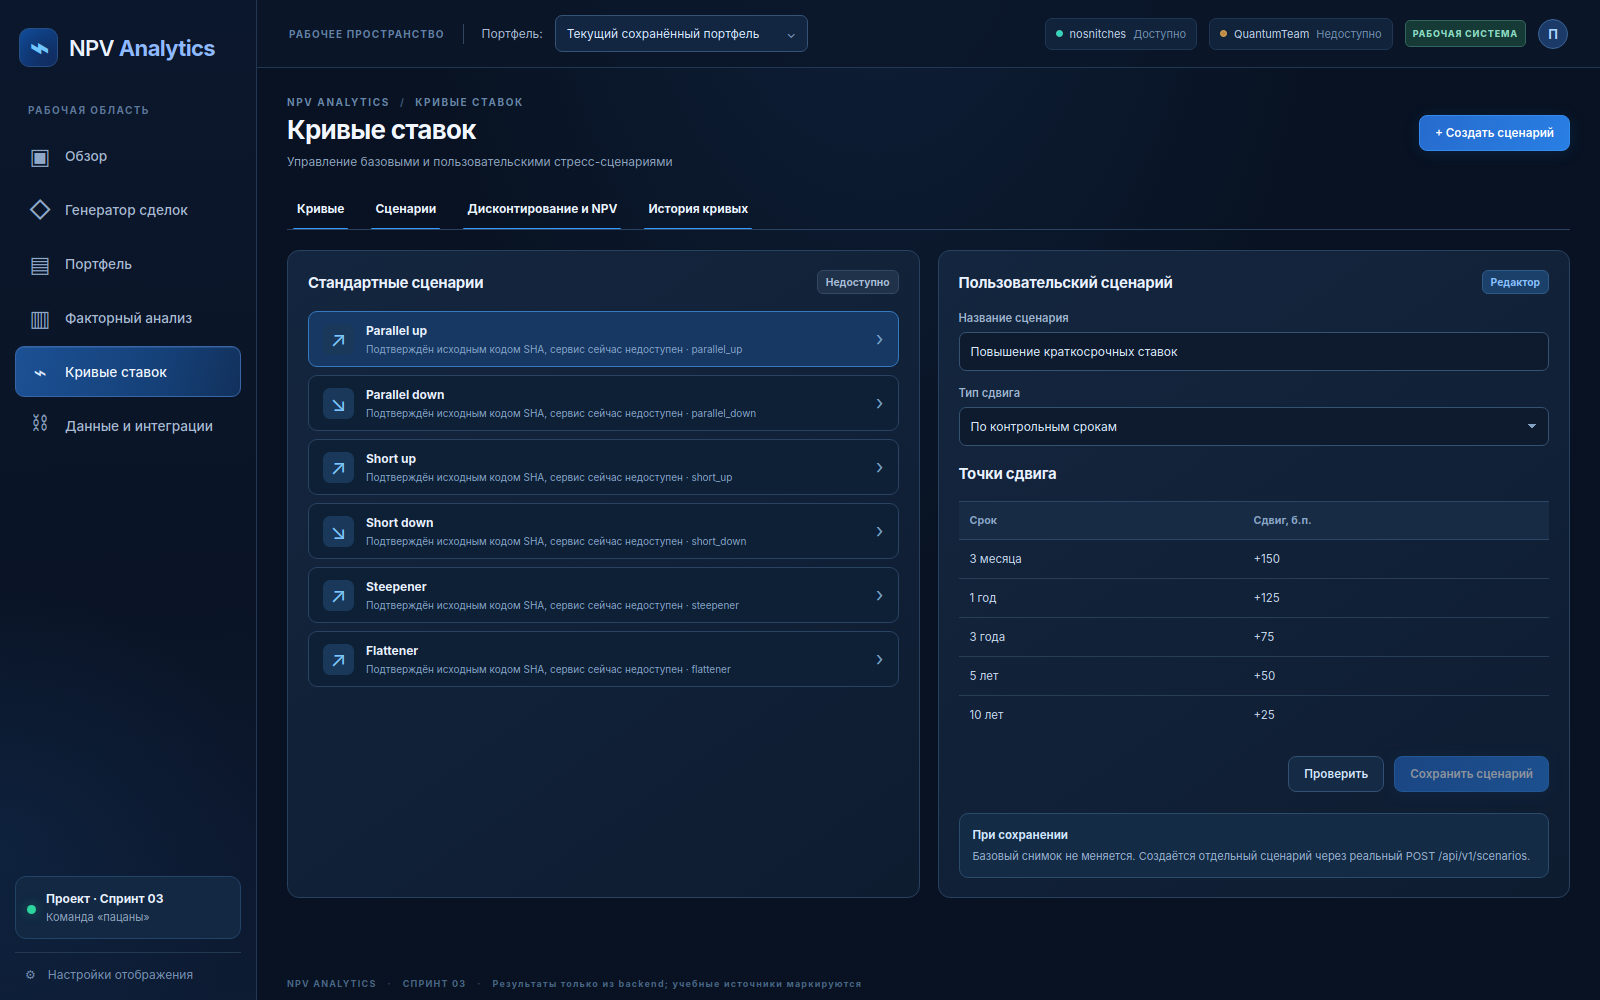 NPV Analytics
РАБОЧАЯ ОБЛАСТЬ
Обзор
Генератор сделок
Портфель
Факторный анализ
Кривые ставок
Данные и интеграции
Проект · Спринт 03
Команда «пацаны»
Настройки отображения
РАБОЧЕЕ ПРОСТРАНСТВО
Портфель:
Текущий сохранённый портфель
nosnitches Доступно
QuantumTeam Недоступно
РАБОЧАЯ СИСТЕМА
П
NPV ANALYTICS / КРИВЫЕ СТАВОК
Кривые ставок
Управление базовыми и пользовательскими стресс-сценариями
+ Создать сценарий
Кривые
Сценарии
Дисконтирование и NPV
История кривых
Стандартные сценарии
Недоступно
Parallel up
Подтверждён исходным кодом SHA, сервис сейчас недоступен · parallel_up
Parallel down
Подтверждён исходным кодом SHA, сервис сейчас недоступен · parallel_down
Short up
Подтверждён исходным кодом SHA, сервис сейчас недоступен · short_up
Short down
Подтверждён исходным кодом SHA, сервис сейчас недоступен · short_down
Steepener
Подтверждён исходным кодом SHA, сервис сейчас недоступен · steepener
Flattener
Подтверждён исходным кодом SHA, сервис сейчас недоступен · flattener
Пользовательский сценарий
Редактор
Название сценария
Повышение краткосрочных ставок
Тип сдвига
По контрольным срокам
Точки сдвига
Срок Сдвиг, б.п.
3 месяца +150
1 год +125
3 года +75
5 лет +50
10 лет +25
Проверить
Сохранить сценарий
При сохранении
Базовый снимок не меняется. Создаётся отдельный сценарий через реальный POST /api/v1/scenarios.
NPV ANALYTICS · СПРИНТ 03 · Результаты только из backend; учебные источники маркируются